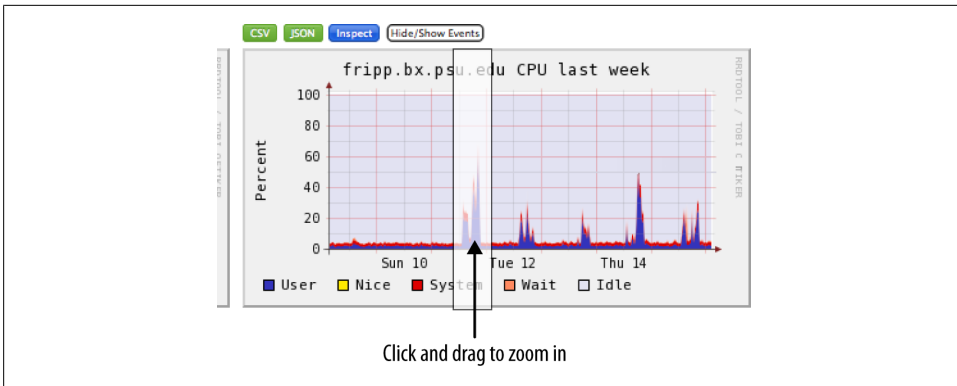 CSV JSON Inspect Hide/Show Events
fripp.bx.psu.edu CPU last week
RRDTOOL / TOBI OETIKER
Percent
100
80
60
40
20
0
Sun 10 Tue 12 Thu 14
User Nice System Wait Idle
Click and drag to zoom in